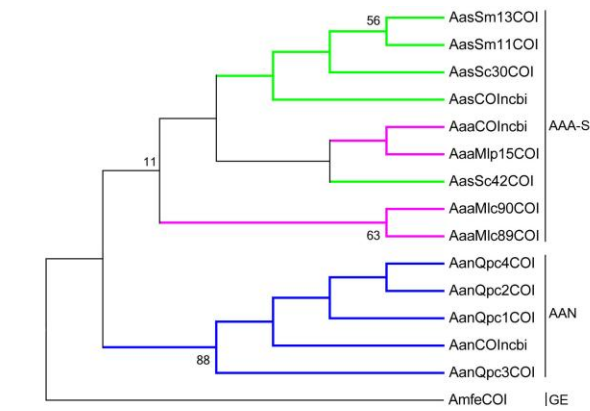 56
AasSm13COI
AasSm11COI
AasSc30COI
AasCOIncbi
AaaCOIncbi
AAA-S
11
AaaMlp15COI
AasSc42COI
AaaMlc90COI
63
AaaMlc89COI
AanQpc4COI
AanQpc2COI
AanQpc1COI
AAN
AanCOIncbi
88
AanQpc3COI
AmfeCOI
GE